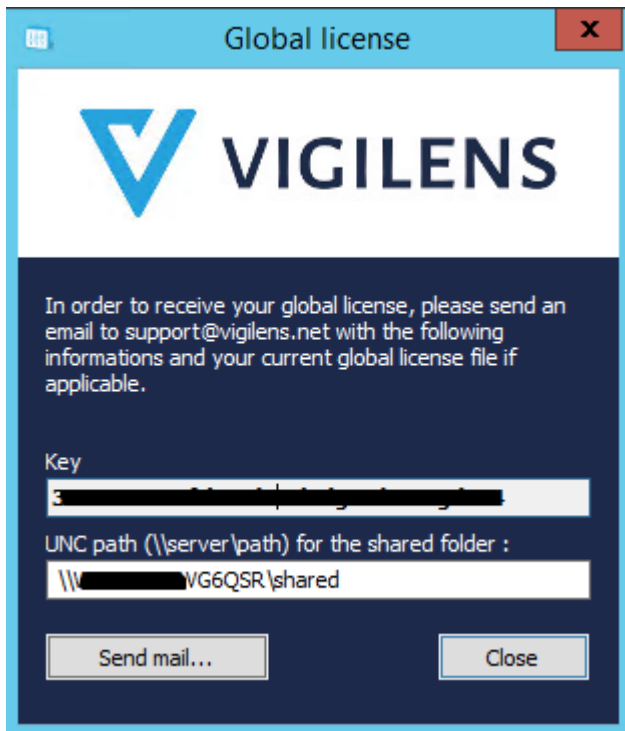 Global license
VIGILENS
In order to receive your global license, please send an
email to support@vigilens.net with the following
informations and your current global license file if
applicable.
Key
UNC path (\\server\path) for the shared folder :
VG6QSR\shared
Send mail...
Close